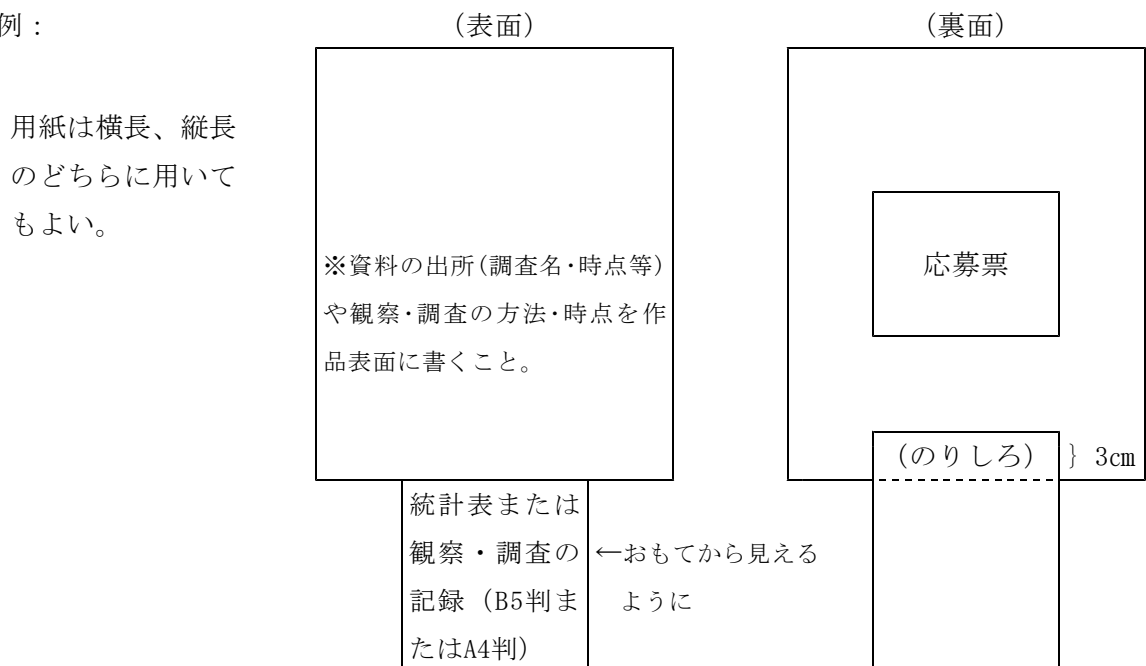 例：
（表面）
（裏面）
用紙は横長、縦長
のどちらに用いて
もよい。
※資料の出所(調査名・時点等)
や観察・調査の方法・時点を作
品表面に書くこと。
応募票
（のりしろ）
} 3cm
統計表または
観察・調査の
記録（B5判ま
たはA4判）
←おもてから見える
ように